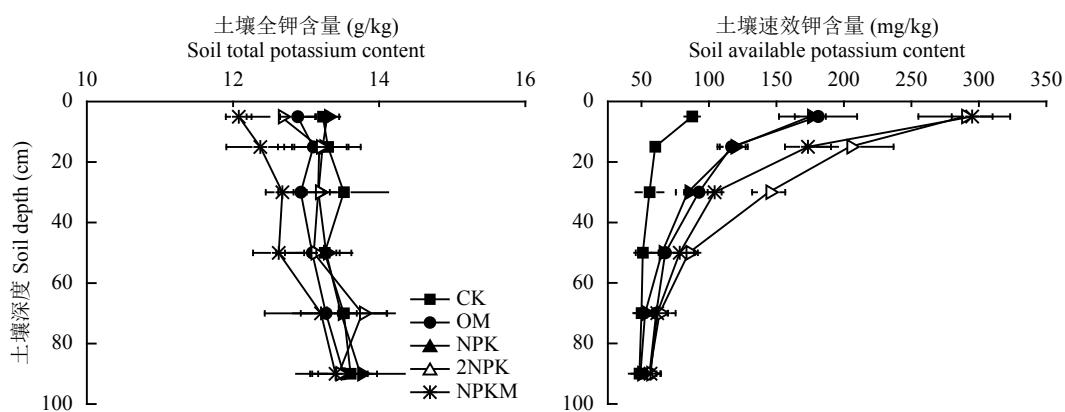 土壤全钾含量 (g/kg)
Soil total potassium content
10 12 14 16
0
20
40
60
80
100
土壤深度 Soil depth (cm)
CK
OM
NPK
2NPK
NPKM
土壤速效钾含量 (mg/kg)
Soil available potassium content
50 100 150 200 250 300 350
0
20
40
60
80
100